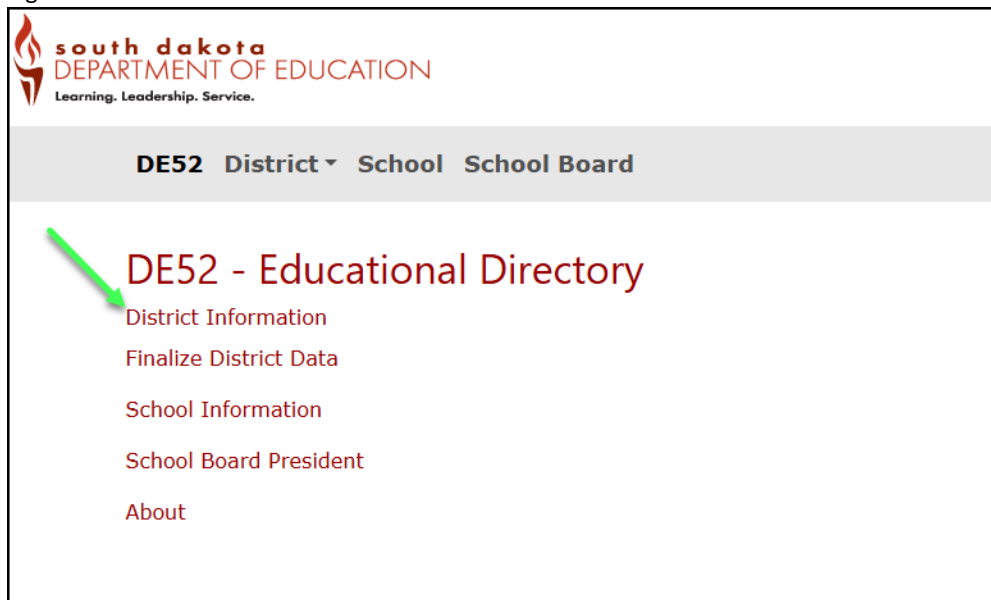 south dakota
DEPARTMENT OF EDUCATION
Learning. Leadership. Service.
DE52 District School School Board
DE52 - Educational Directory
District Information
Finalize District Data
School Information
School Board President
About